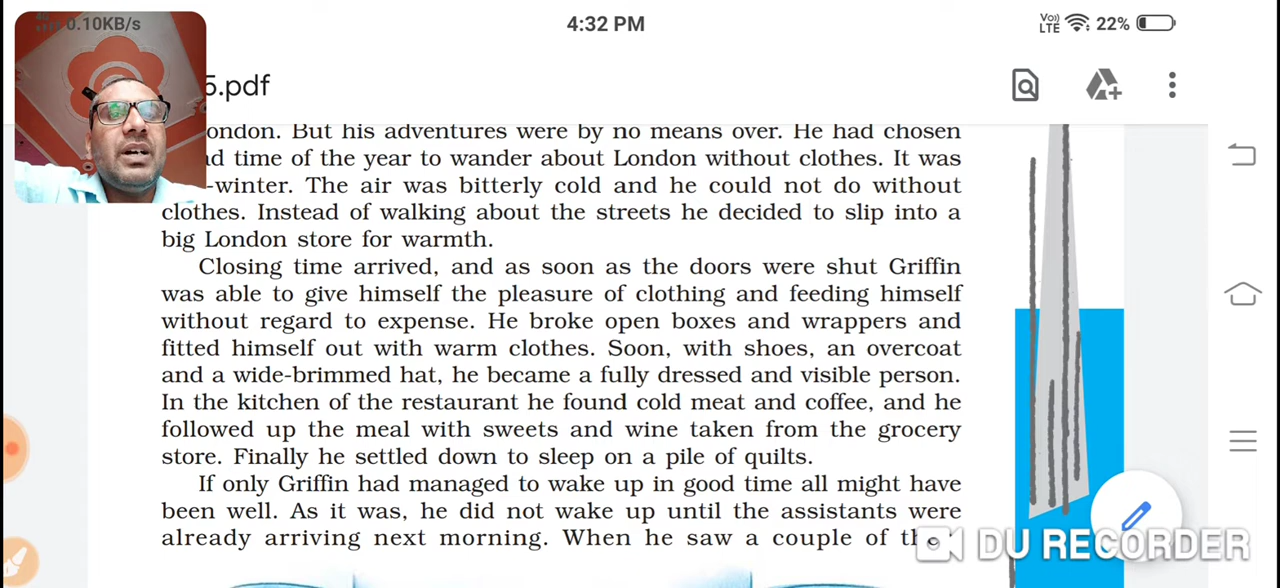 0.10KB/s
4:32 PM
Vo)) LTE 22%
5.pdf
ondon. But his adventures were by no means over. He had chosen
d time of the year to wander about London without clothes. It was
-winter. The air was bitterly cold and he could not do without
clothes. Instead of walking about the streets he decided to slip into a
big London store for warmth.
Closing time arrived, and as soon as the doors were shut Griffin
was able to give himself the pleasure of clothing and feeding himself
without regard to expense. He broke open boxes and wrappers and
fitted himself out with warm clothes. Soon, with shoes, an overcoat
and a wide-brimmed hat, he became a fully dressed and visible person.
In the kitchen of the restaurant he found cold meat and coffee, and he
followed up the meal with sweets and wine taken from the grocery
store. Finally he settled down to sleep on a pile of quilts.
If only Griffin had managed to wake up in good time all might have
been well. As it was, he did not wake up until the assistants were
already arriving next morning. When he saw a couple of the
DU RECORDER